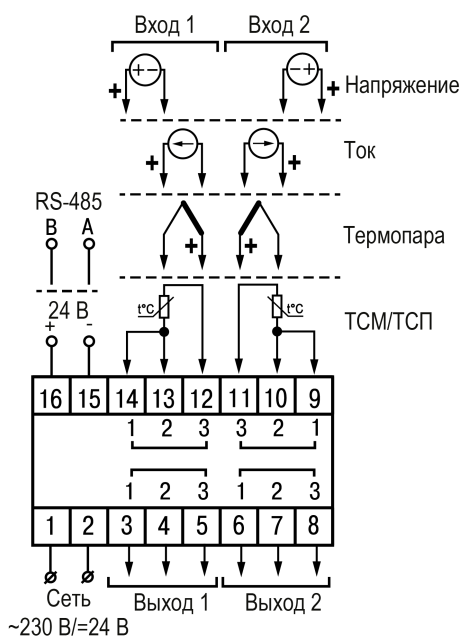 Вход 1 Вход 2
+ + - - + + Напряжение
+ + Ток
RS-485
B A
+ + Термопара
24 В
+ -
t°C t°C ТСМ/ТСП
16 15 14 13 12 11 10 9
1 2 3 3 2 1
1 2 3 1 2 3
1 2 3 4 5 6 7 8
Сеть Выход 1 Выход 2
~230 В/=24 В